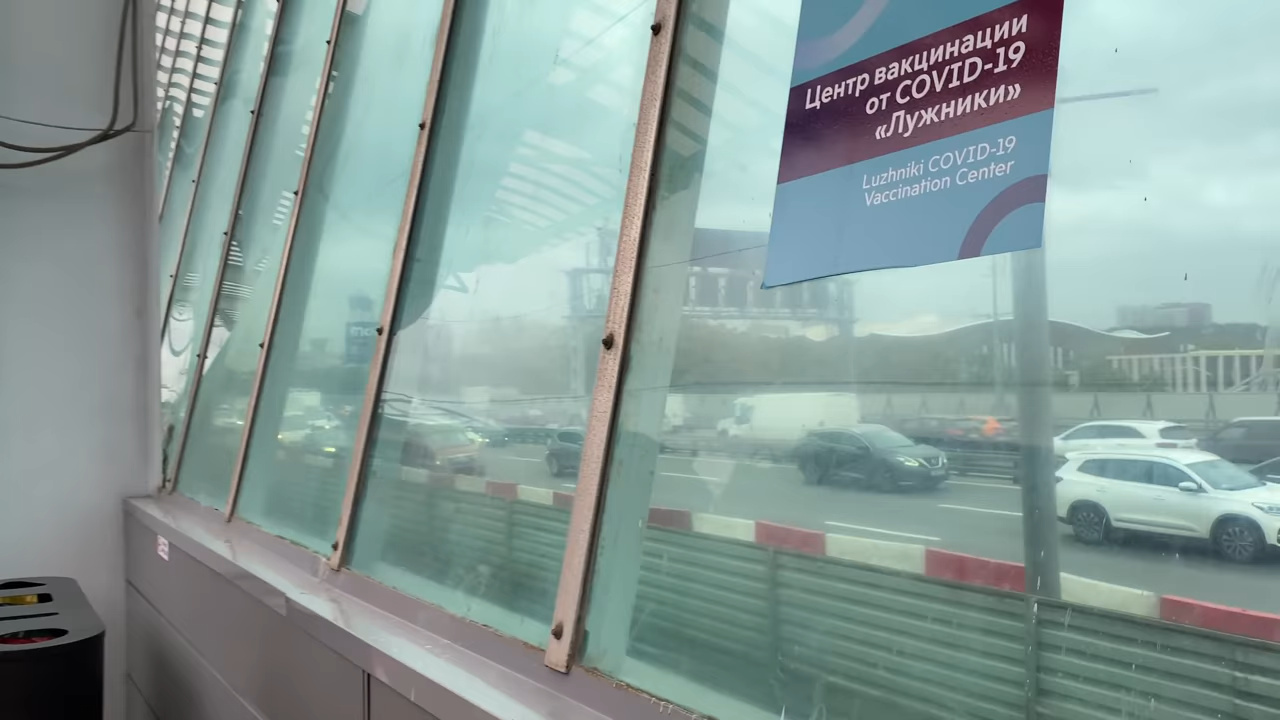 Центр вакцинации
от COVID-19
«Лужники»
Luzhniki COVID-19
Vaccination Center